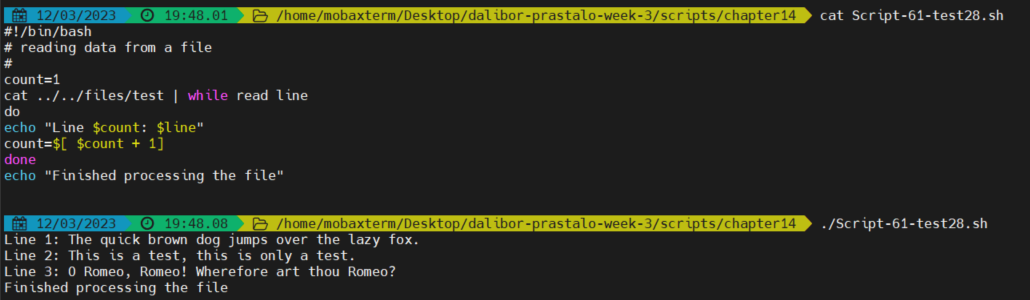 12/03/2023 19:48.01 /home/mobaxterm/Desktop/dalibor-prastalo-week-3/scripts/chapter14 cat Script-61-test28.sh
#!/bin/bash
# reading data from a file
#
count=1
cat ../../files/test | while read line
do
echo "Line $count: $line"
count=$[ $count + 1]
done
echo "Finished processing the file"
12/03/2023 19:48.08 /home/mobaxterm/Desktop/dalibor-prastalo-week-3/scripts/chapter14 ./Script-61-test28.sh
Line 1: The quick brown dog jumps over the lazy fox.
Line 2: This is a test, this is only a test.
Line 3: O Romeo, Romeo! Wherefore art thou Romeo?
Finished processing the file